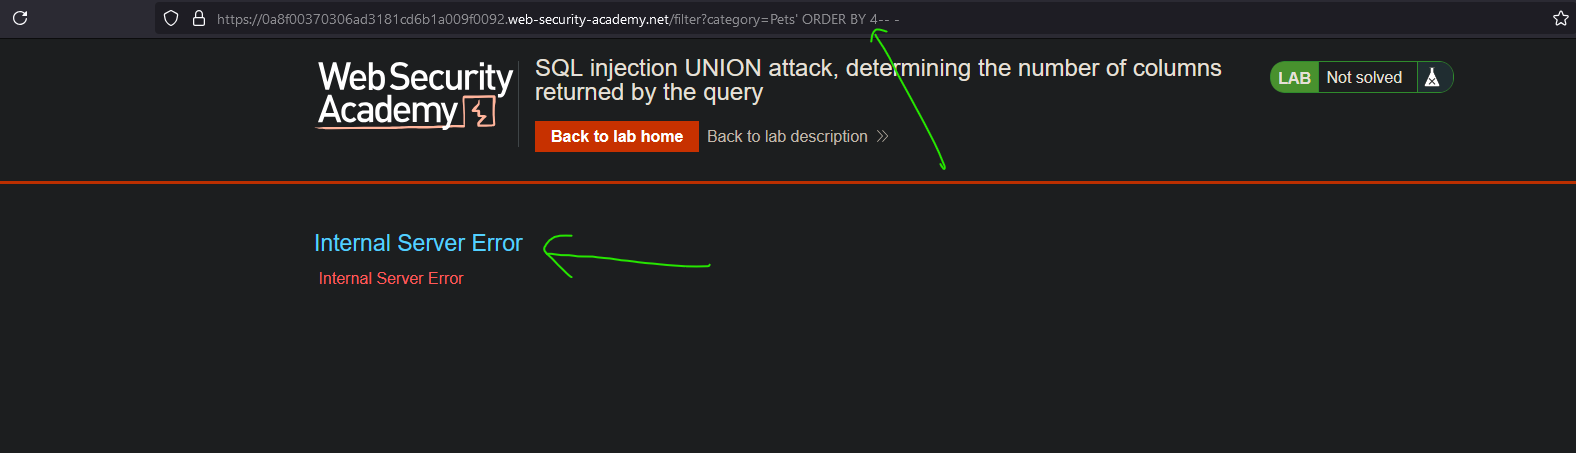 https://0a8f00370306ad3181cd6b1a009f0092.web-security-academy.net/filter?category=Pets' ORDER BY 4-- -
Web Security
Academy
SQL injection UNION attack, determining the number of columns
returned by the query
Back to lab home
Back to lab description
LAB
Not solved
Internal Server Error
Internal Server Error